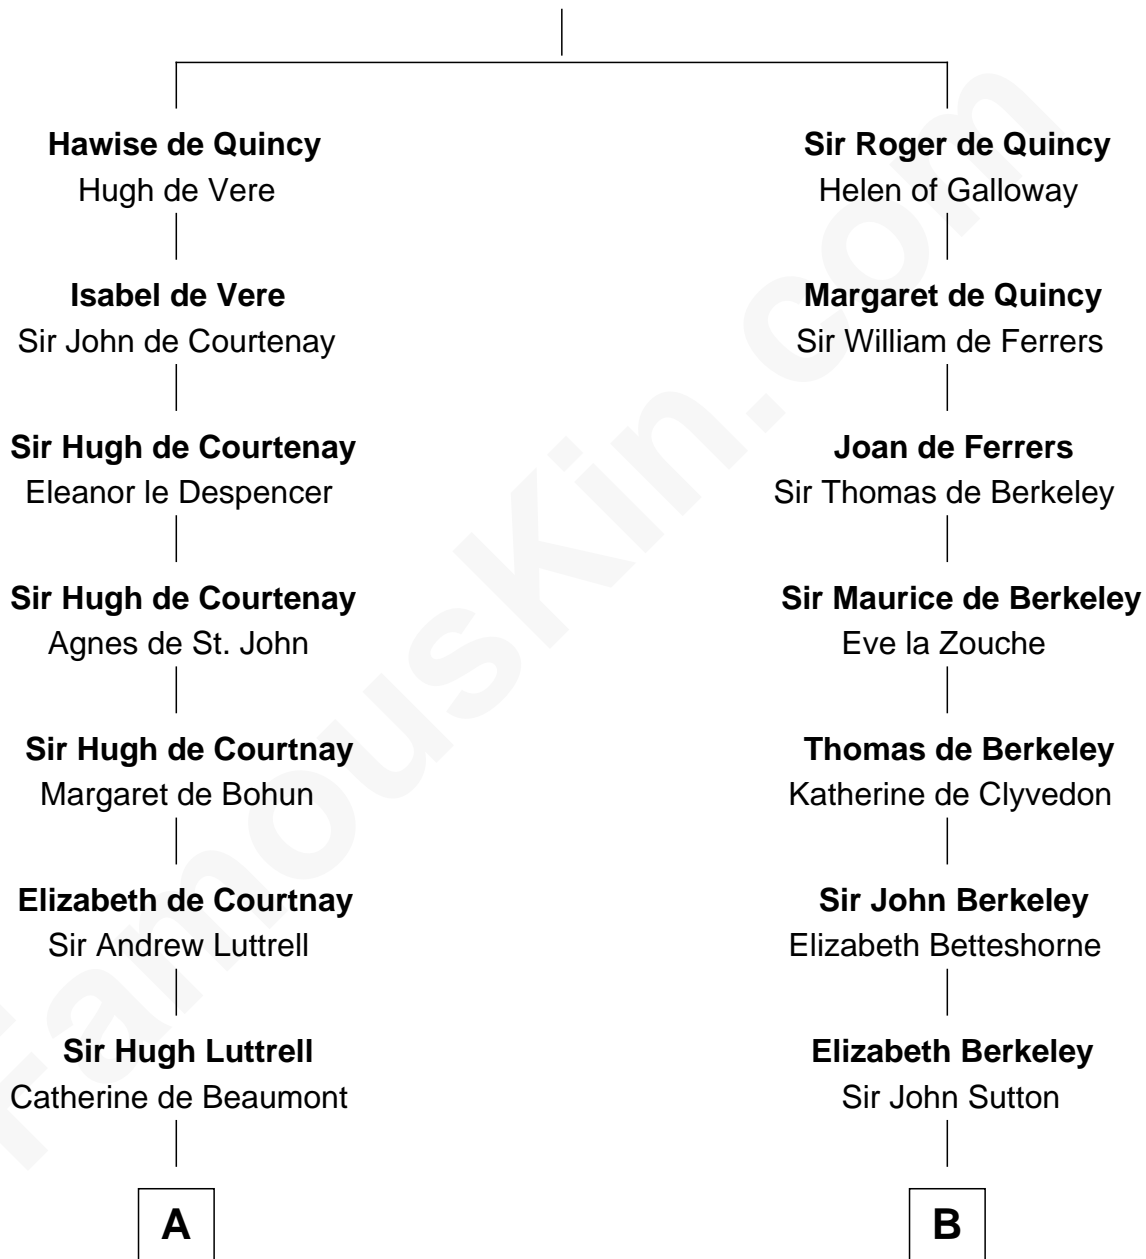 Hawise de Quincy
Hugh de Vere
Isabel de Vere
Sir John de Courtenay
Sir Hugh de Courtenay
Eleanor le Despencer
Sir Hugh de Courtenay
Agnes de St. John
Sir Hugh de Courtnay
Margaret de Bohun
Elizabeth de Courtnay
Sir Andrew Luttrell
Sir Hugh Luttrell
Catherine de Beaumont
A
Sir Roger de Quincy
Helen of Galloway
Margaret de Quincy
Sir William de Ferrers
Joan de Ferrers
Sir Thomas de Berkeley
Sir Maurice de Berkeley
Eve la Zouche
Thomas de Berkeley
Katherine de Clyvedon
Sir John Berkeley
Elizabeth Betteshorne
Elizabeth Berkeley
Sir John Sutton
B
FamousKin.com